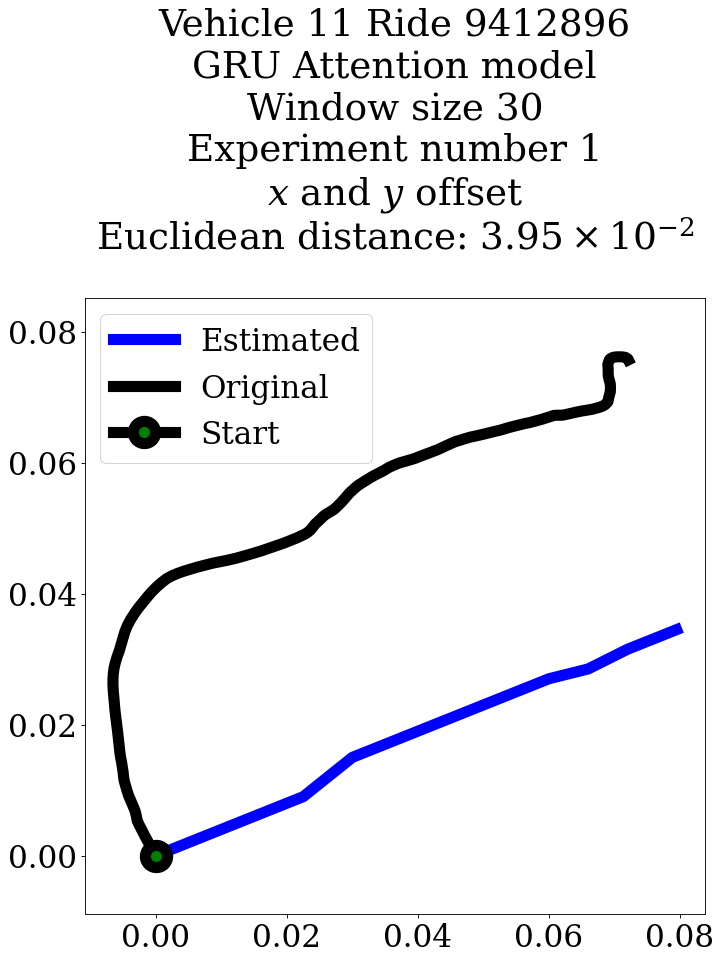 Vehicle 11 Ride 9412896
GRU Attention model
Window size 30
Experiment number 1
x and y offset
Euclidean distance: 3.95 × 10⁻²
Estimated
Original
Start
0.08
0.06
0.04
0.02
0.00
0.00 0.02 0.04 0.06 0.08